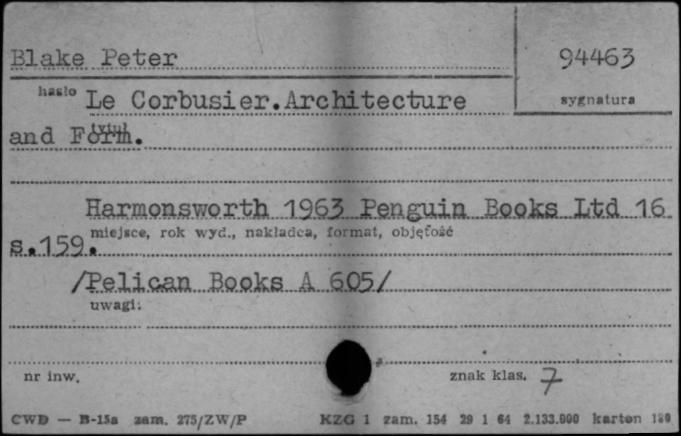 Blake Peter
94463
hasło Le Corbusier.Architecture
sygnatura
and Form.
tytuł
Harmonsworth 1963 Penguin Books Ltd 16
miejsce, rok wyd., nakładca, format, objętość
s.159.
/Pelican Books A 605/
uwagi:
nr inw.
znak klas. 7
CWD — B-15a zam. 275/ZW/P KZG 1 zam. 154 29 1 64 2.133.000 karton 180